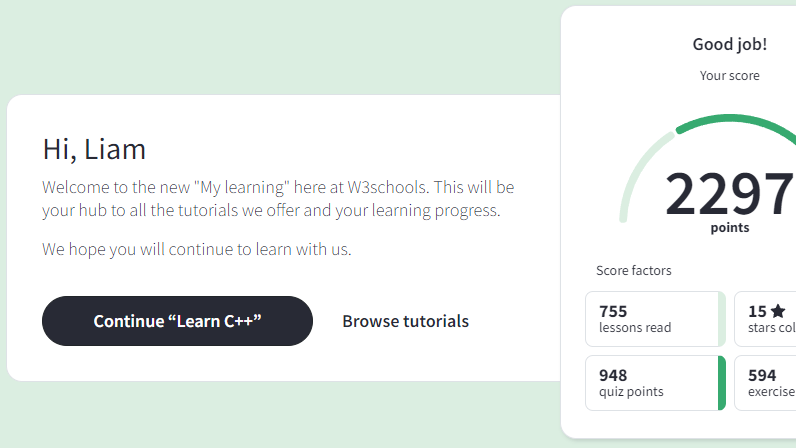 Good job!
Your score
2297
points
Hi, Liam
Welcome to the new "My learning" here at W3schools. This will be
your hub to all the tutorials we offer and your learning progress.
We hope you will continue to learn with us.
Continue “Learn C++”
Browse tutorials
Score factors
755
lessons read
15 ★
stars col
948
quiz points
594
exercise